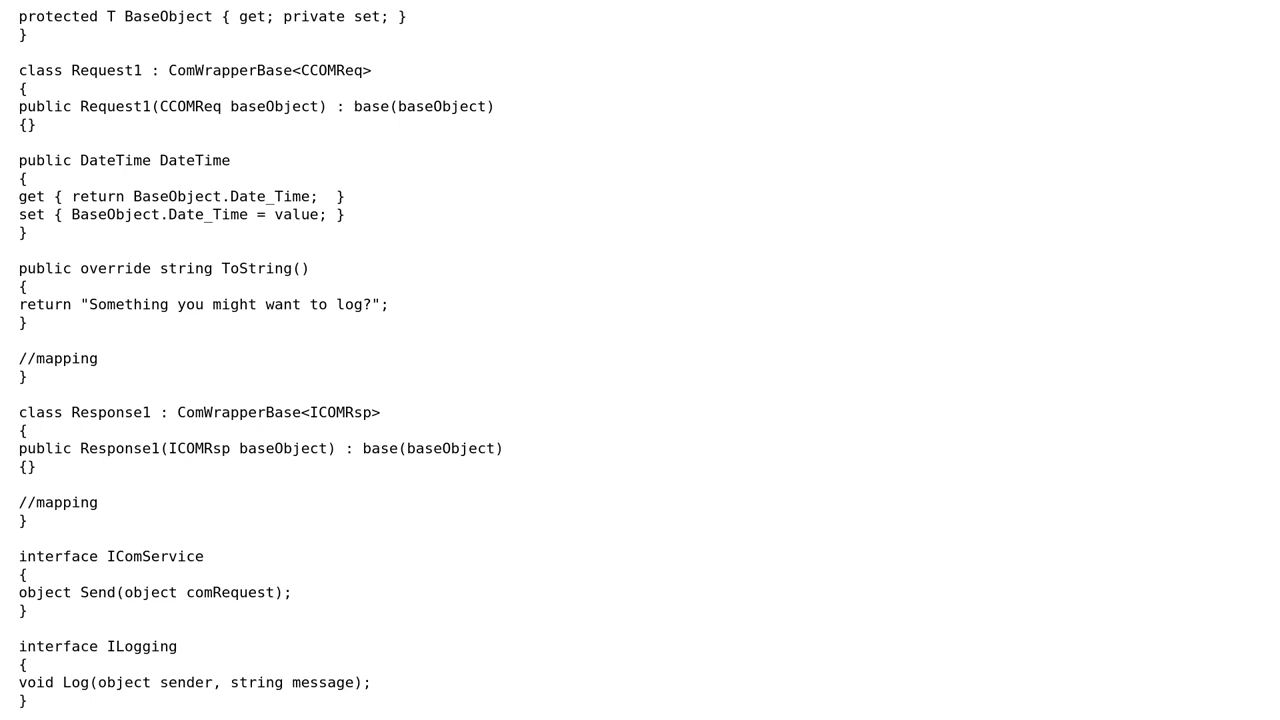 protected T BaseObject { get; private set; }
}

class Request1 : ComWrapperBase<CCOMReq>
{
public Request1(CCOMReq baseObject) : base(baseObject)
{}

public DateTime DateTime
{
get { return BaseObject.Date_Time;  }
set { BaseObject.Date_Time = value; }
}

public override string ToString()
{
return "Something you might want to log?";
}

//mapping
}

class Response1 : ComWrapperBase<ICOMRsp>
{
public Response1(ICOMRsp baseObject) : base(baseObject)
{}

//mapping
}

interface IComService
{
object Send(object comRequest);
}

interface ILogging
{
void Log(object sender, string message);
}